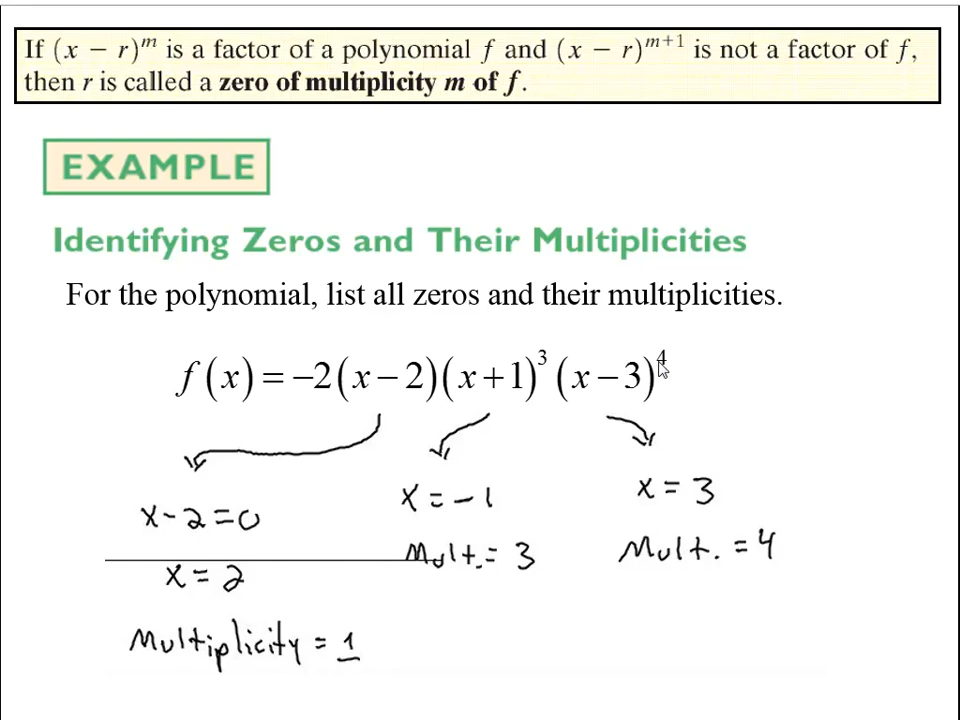 If (x − r)^m is a factor of a polynomial f and (x − r)^{m+1} is not a factor of f,
then r is called a zero of multiplicity m of f.
EXAMPLE
Identifying Zeros and Their Multiplicities
For the polynomial, list all zeros and their multiplicities.
f(x) = −2(x − 2)(x + 1)^3 (x − 3)^4
x - 2 = 0
x = 2
Multiplicity = 1
x = -1
Mult. = 3
x = 3
Mult. = 4